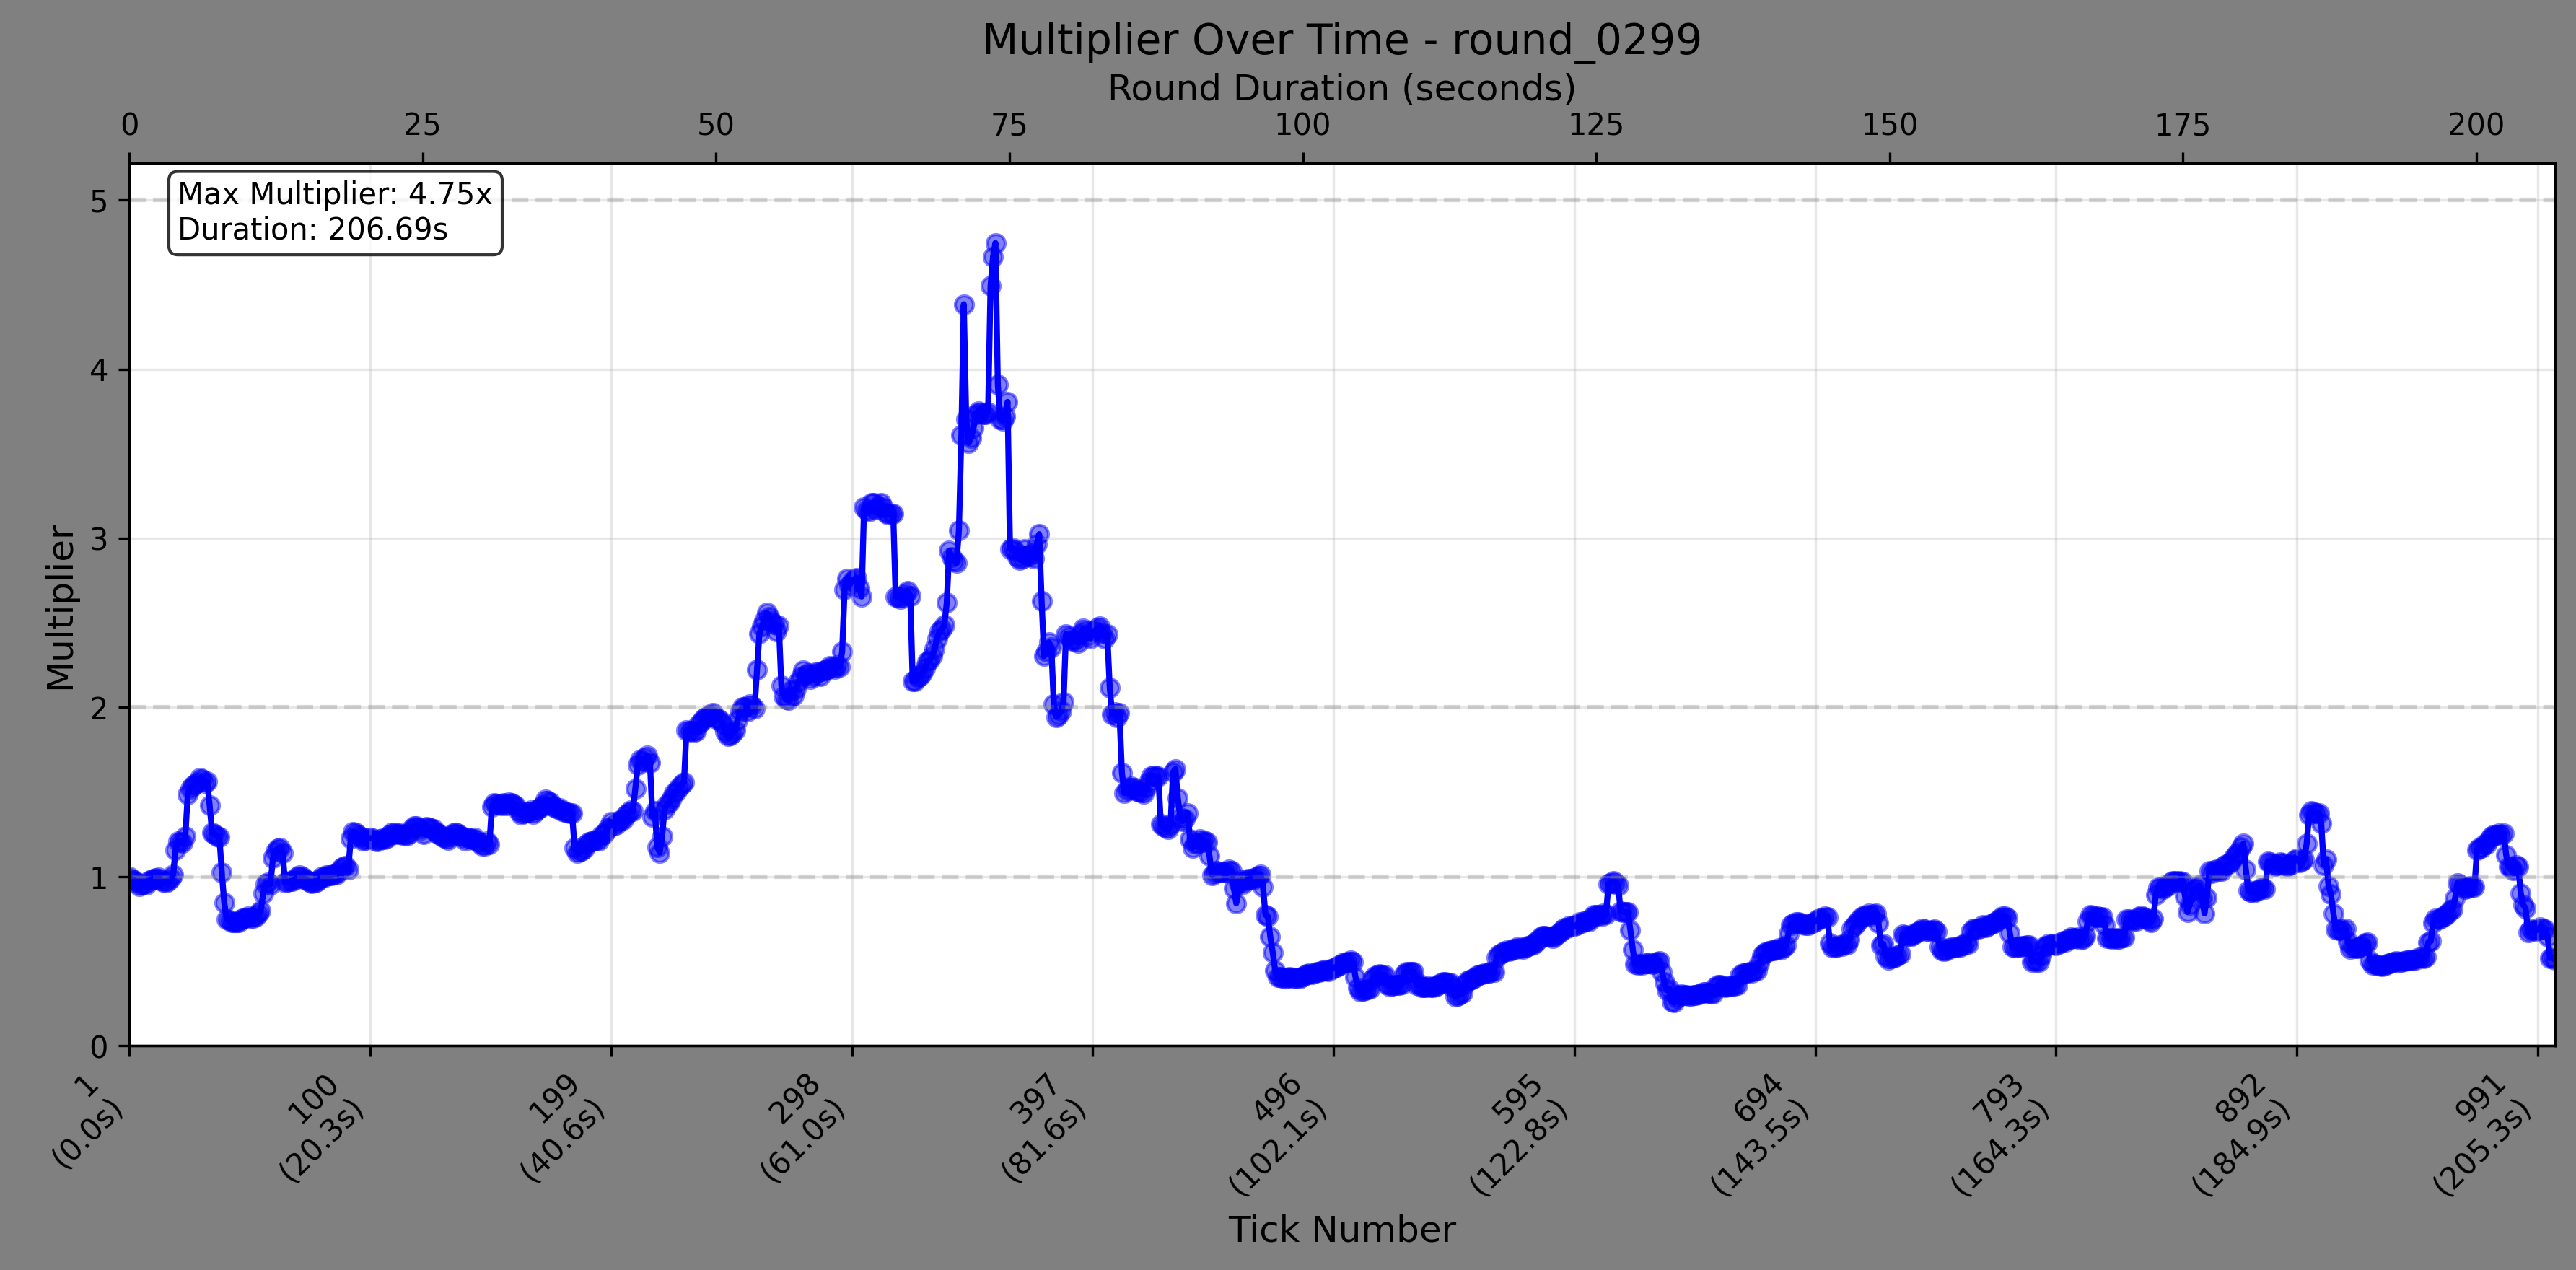 Multiplier Over Time - round_0299
Round Duration (seconds)
0 25 50 75 100 125 150 175 200
Max Multiplier: 4.75x
Duration: 206.69s
Multiplier
5
4
3
2
1
0
1
(0.0s)
100
(20.3s)
199
(40.6s)
298
(61.0s)
397
(81.6s)
496
(102.1s)
595
(122.8s)
694
(143.5s)
793
(164.3s)
892
(184.9s)
991
(205.3s)
Tick Number